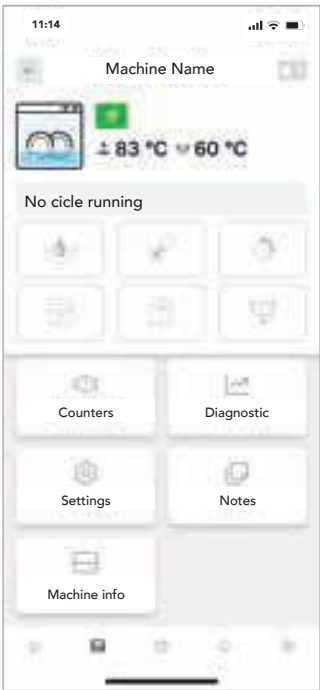 11:14
Machine Name
83 °C 60 °C
No cicle running
Counters Diagnostic
Settings Notes
Machine info